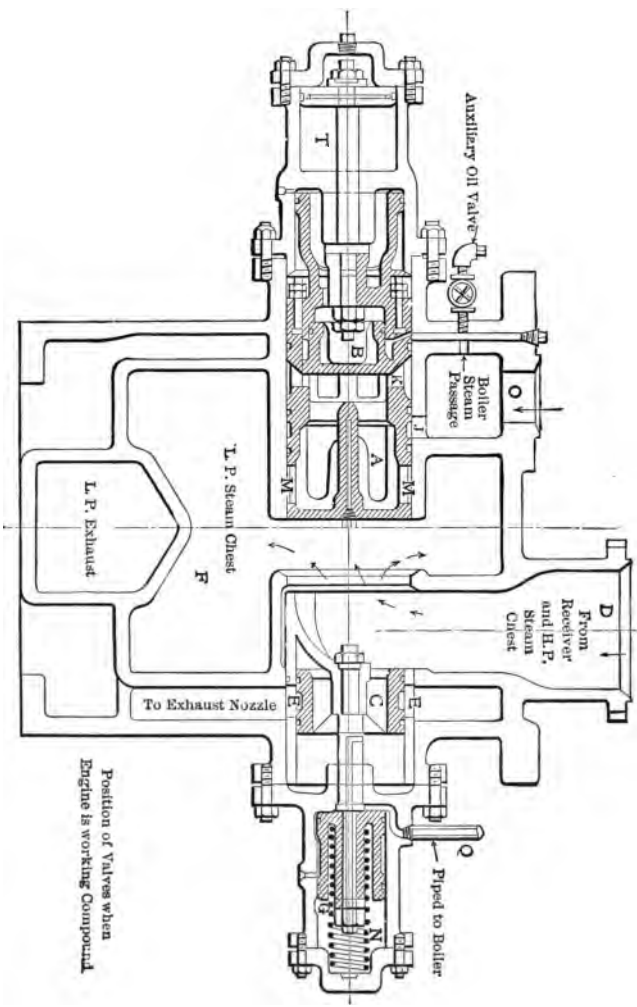 Auxiliary Oil Valve
T
B
L
K
Boiler
Steam
Passage
O
J
A
M
M
L. P. Steam Chest
F
L. P. Exhaust
D
From
Receiver
and H.P.
Steam
Cnest
E
C
E
To Exhaust Nozzle
Q
Piped to Boiler
G
N
Position of Valves when
Engine is working Compound